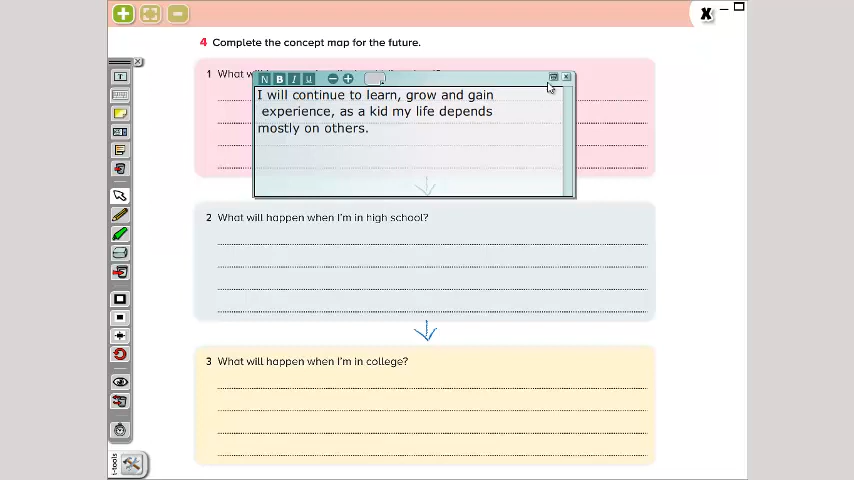 4 Complete the concept map for the future.
1 What w
N B I u
I will continue to learn, grow and gain
experience, as a kid my life depends
mostly on others.
2 What will happen when I'm in high school?
3 What will happen when I'm in college?
T
i-tools
X